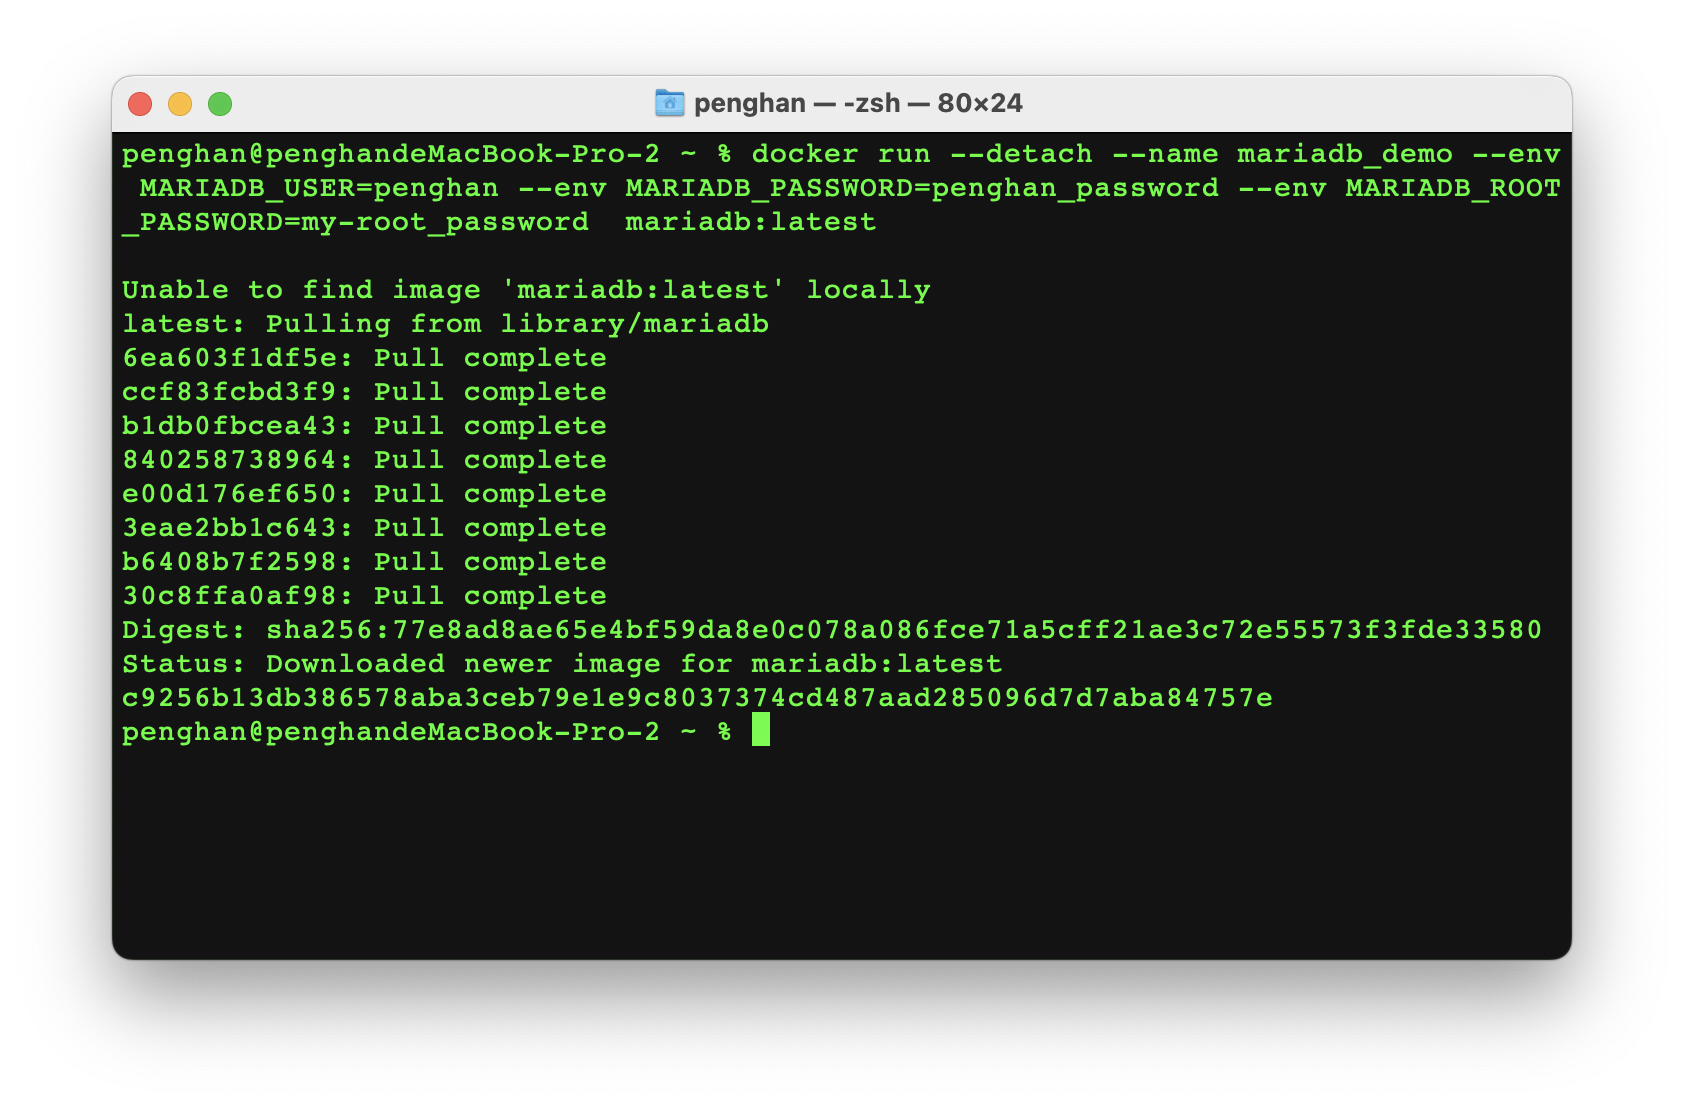 penghan — -zsh — 80×24
penghan@penghandeMacBook-Pro-2 ~ % docker run --detach --name mariadb_demo --env
 MARIADB_USER=penghan --env MARIADB_PASSWORD=penghan_password --env MARIADB_ROOT
_PASSWORD=my-root_password  mariadb:latest
Unable to find image 'mariadb:latest' locally
latest: Pulling from library/mariadb
6ea603f1df5e: Pull complete
ccf83fcbd3f9: Pull complete
b1db0fbcea43: Pull complete
840258738964: Pull complete
e00d176ef650: Pull complete
3eae2bb1c643: Pull complete
b6408b7f2598: Pull complete
30c8ffa0af98: Pull complete
Digest: sha256:77e8ad8ae65e4bf59da8e0c078a086fce71a5cff21ae3c72e55573f3fde33580
Status: Downloaded newer image for mariadb:latest
c9256b13db386578aba3ceb79e1e9c8037374cd487aad285096d7d7aba84757e
penghan@penghandeMacBook-Pro-2 ~ %